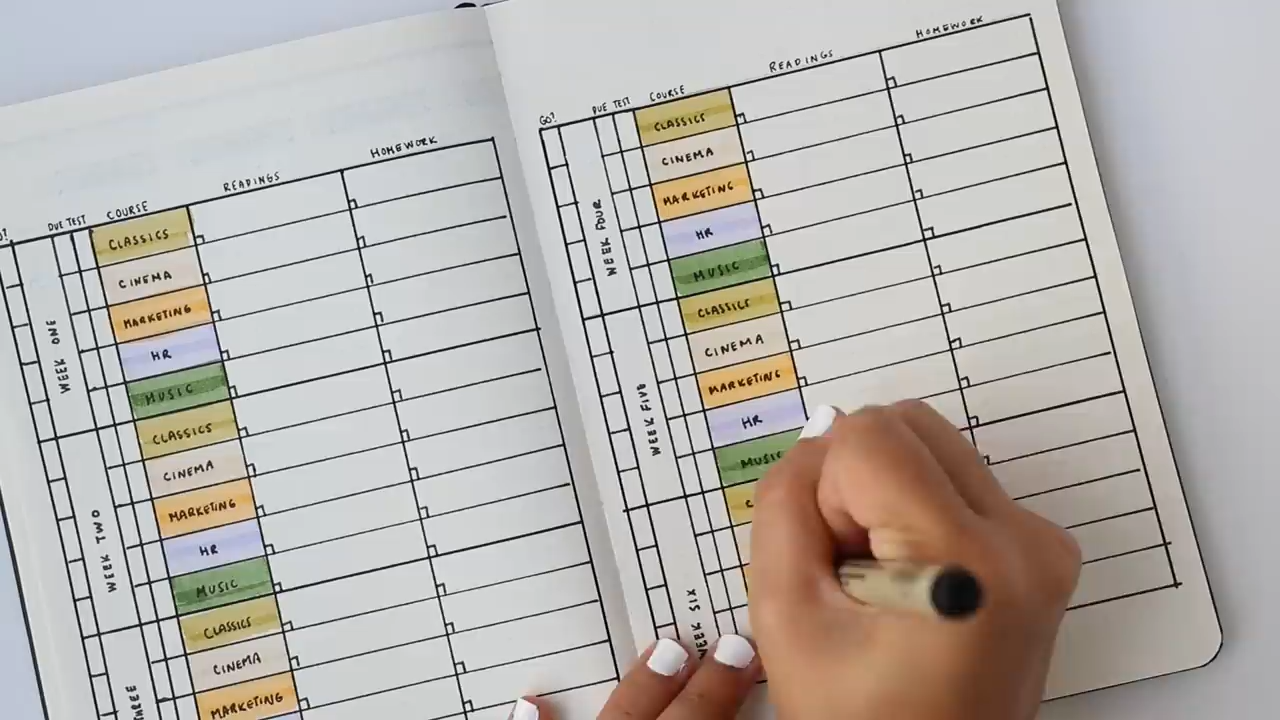 HOMEWORK
READINGS
DUE TEST COURSE
WEEK ONE
CLASSICS
CINEMA
MARKETING
HR
MUSIC
WEEK TWO
CLASSICS
CINEMA
MARKETING
HR
MUSIC
CLASSICS
CINEMA
MARKETING
HOMEWORK
READINGS
GO? DUE TEST COURSE
WEEK FOUR
CLASSICS
CINEMA
MARKETING
HR
MUSIC
WEEK FIVE
CLASSICS
CINEMA
MARKETING
HR
MUSIC
WEEK SIX